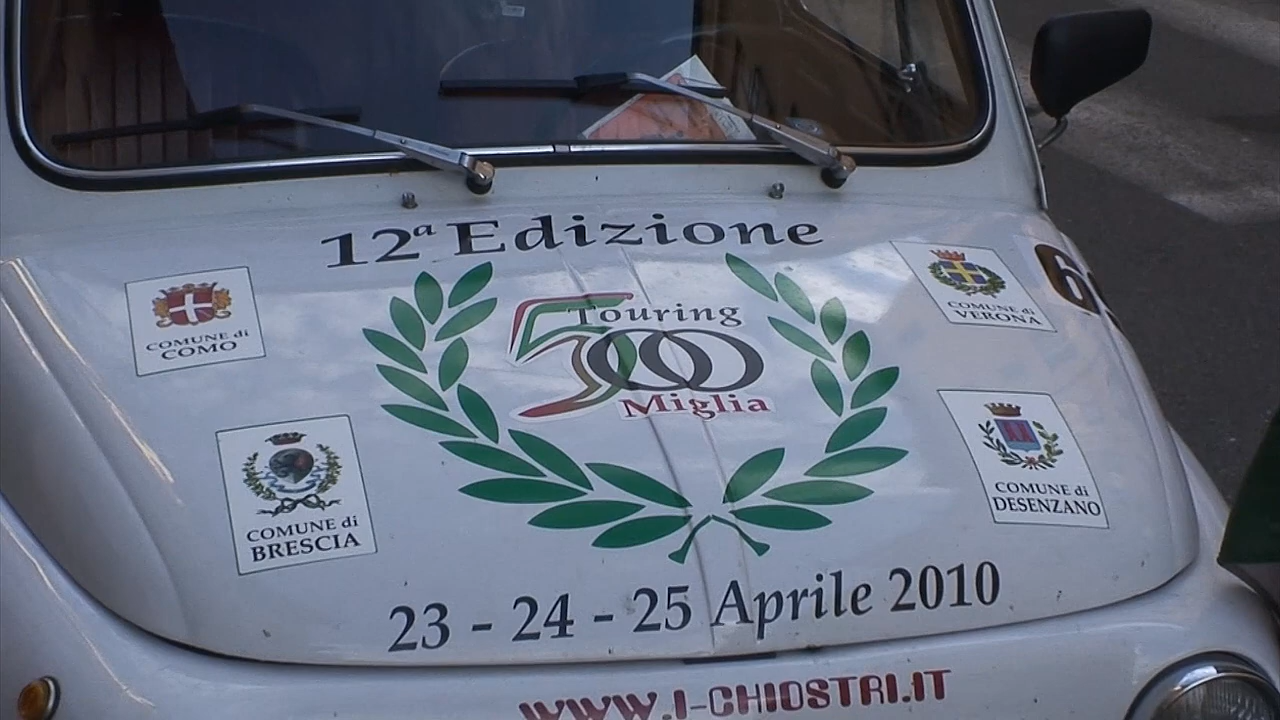 12a Edizione
COMUNE di
COMO
COMUNE di
VERONA
Touring
500
Miglia
COMUNE di
BRESCIA
COMUNE di
DESENZANO
23 - 24 - 25 Aprile 2010
WWW.I-CHIOSTRI.IT